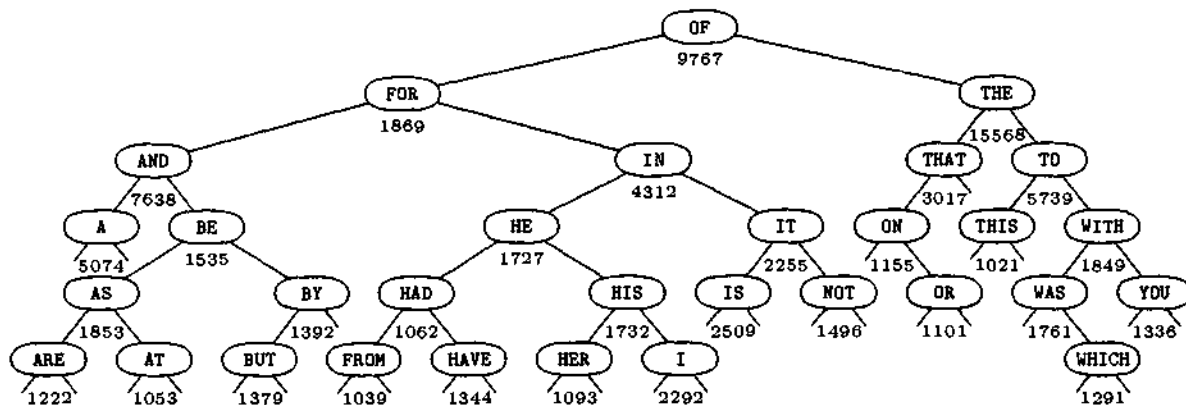 OF
9767
FOR THE
1869 15568
AND IN THAT TO
7638 4312 3017 5739
A BE HE IT ON THIS WITH
5074 1535 1727 2255 1155 1021 1849
AS BY HAD HIS IS NOT OR WAS YOU
1853 1392 1062 1732 2509 1496 1101 1761 1336
ARE AT BUT FROM HAVE HER I WHICH
1222 1053 1379 1039 1344 1093 2292 1291